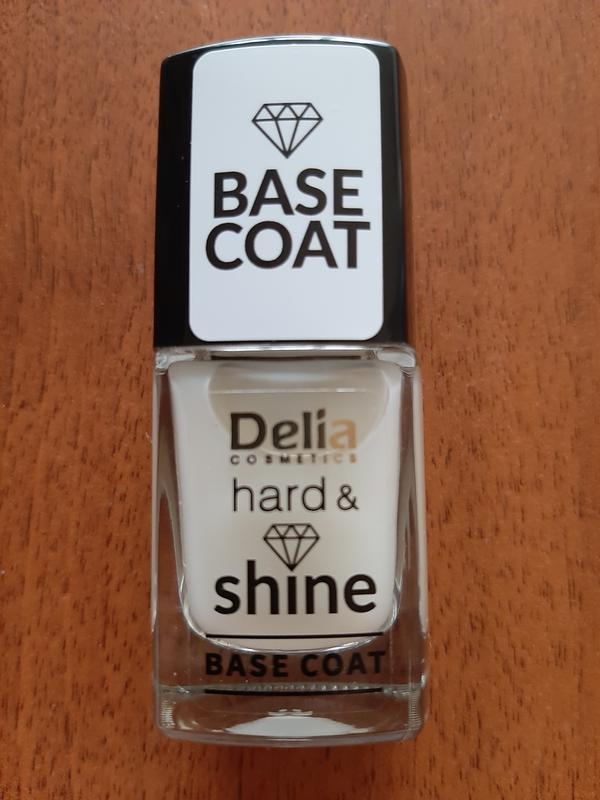 BASE
COAT
Delia
COSMETICS
hard &
shine
BASE COAT